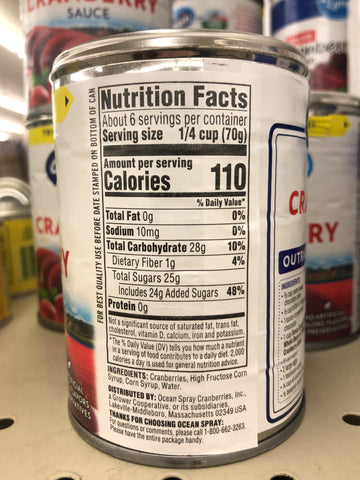 CRANBERRY
SAUCE
FOR BEST QUALITY USE BEFORE DATE STAMPED ON BOTTOM OF CAN
Nutrition Facts
About 6 servings per container
Serving size 1/4 cup (70g)
Amount per serving
Calories 110
% Daily Value*
Total Fat 0g 0%
Sodium 10mg 0%
Total Carbohydrate 28g 10%
Dietary Fiber 1g 4%
Total Sugars 25g
Includes 24g Added Sugars 48%
Protein 0g
Not a significant source of saturated fat, trans fat,
cholesterol, vitamin D, calcium, iron and potassium.
*The % Daily Value (DV) tells you how much a nutrient
in a serving of food contributes to a daily diet. 2,000
calories a day is used for general nutrition advice.
INGREDIENTS: Cranberries, High Fructose Corn
Syrup, Corn Syrup, Water.
DISTRIBUTED BY: Ocean Spray Cranberries, Inc.,
a Grower Cooperative, or its subsidiaries,
Lakeville-Middleboro, Massachusetts 02349 USA
THANKS FOR CHOOSING OCEAN SPRAY:
For questions or comments, please call 1-800-662-3263.
Please have the entire package handy.
CRA
RY
CR
RRY
OUTR
INGREDIENTS: